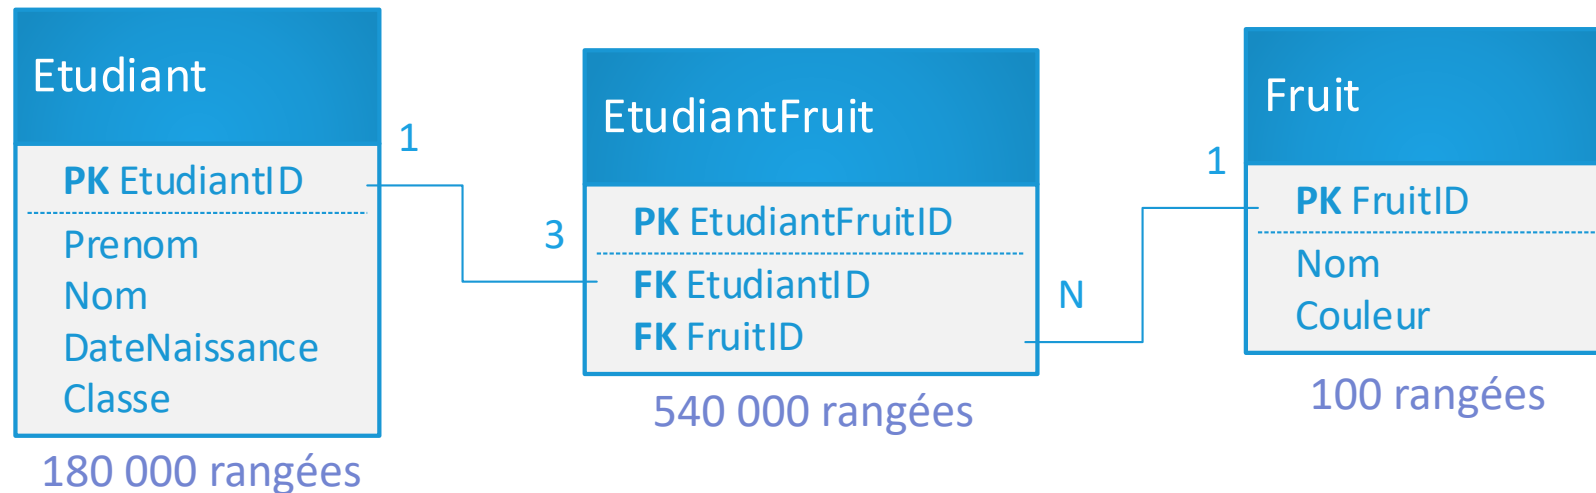 Etudiant
PK EtudiantID
Prenom
Nom
DateNaissance
Classe
180 000 rangées
1
3
EtudiantFruit
PK EtudiantFruitID
FK EtudiantID
FK FruitID
540 000 rangées
N
1
Fruit
PK FruitID
Nom
Couleur
100 rangées